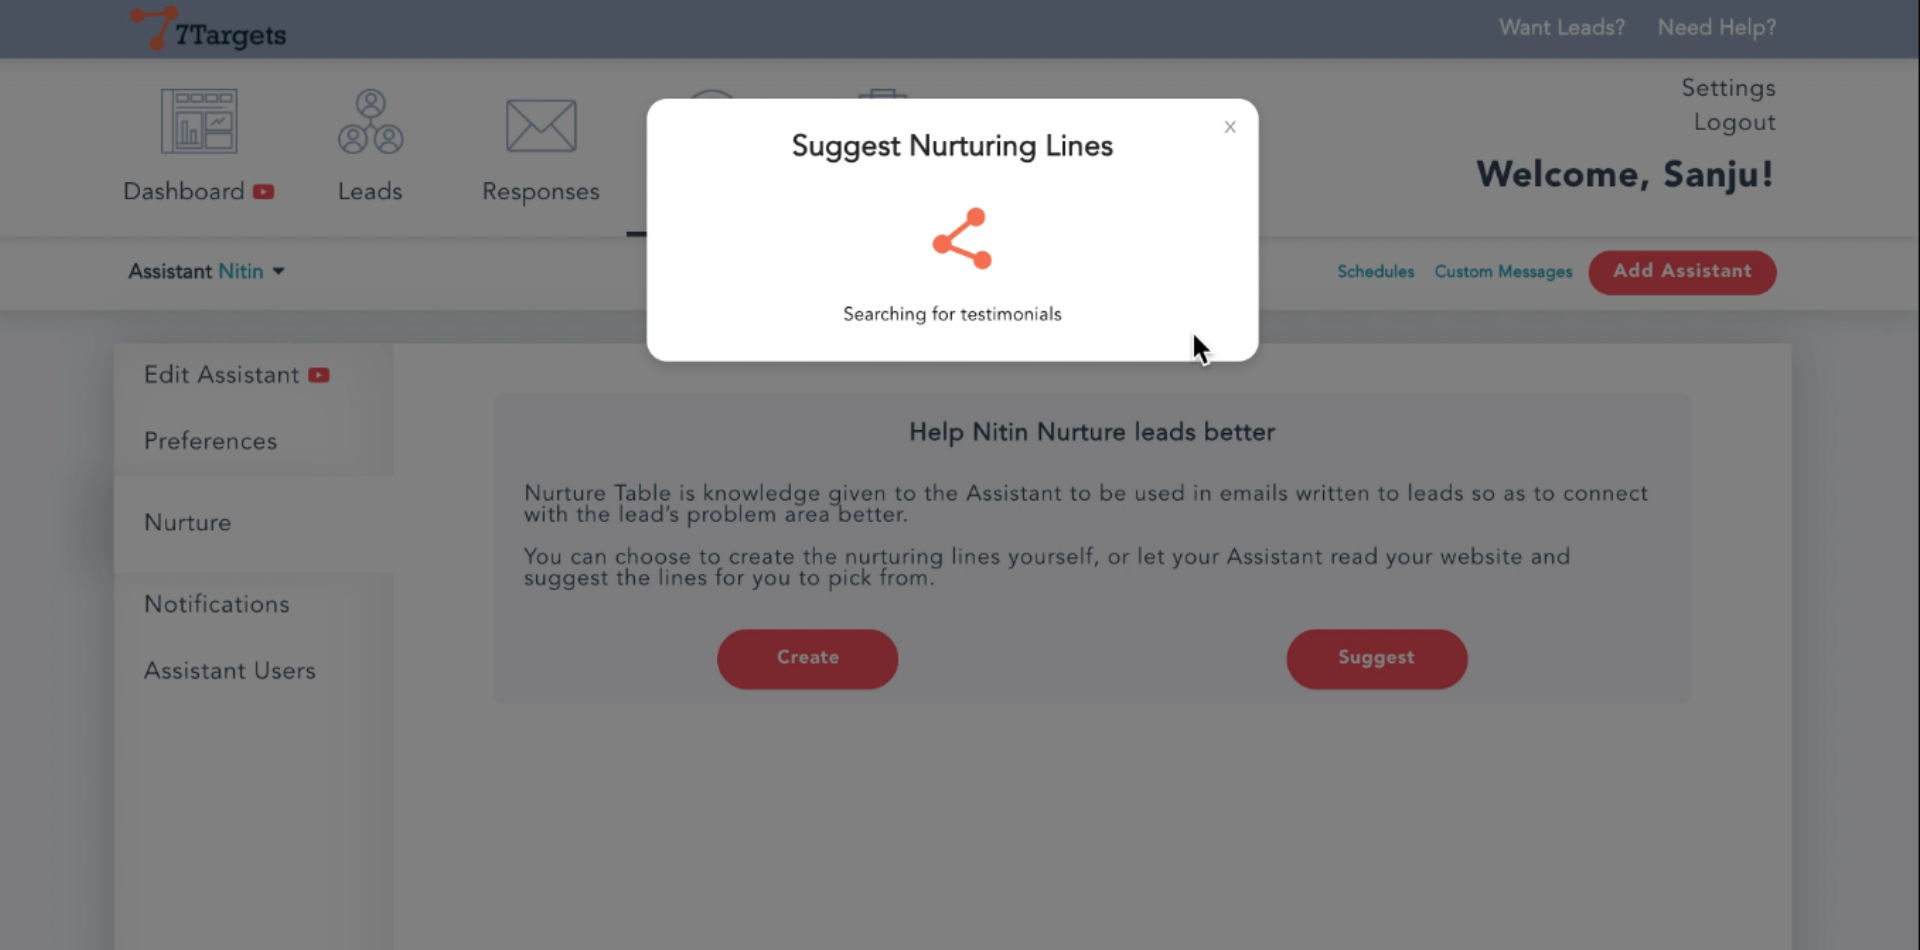 7Targets
Want Leads? Need Help?
Settings
Logout
Welcome, Sanju!
Dashboard Leads Responses
Suggest Nurturing Lines
X
Searching for testimonials
Assistant Nitin
Schedules Custom Messages Add Assistant
Edit Assistant
Preferences
Nurture
Notifications
Assistant Users
Help Nitin Nurture leads better
Nurture Table is knowledge given to the Assistant to be used in emails written to leads so as to connect
with the lead's problem area better.
You can choose to create the nurturing lines yourself, or let your Assistant read your website and
suggest the lines for you to pick from.
Create Suggest